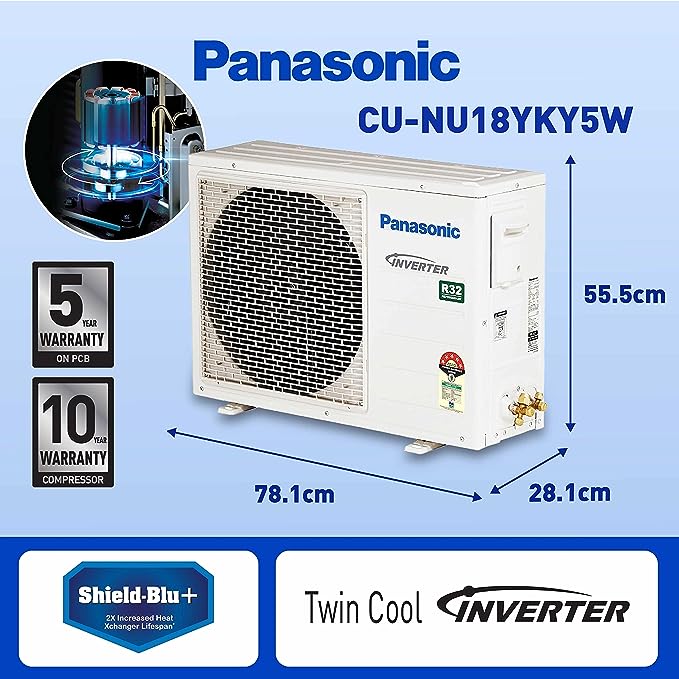 Panasonic
CU-NU18YKY5W
Panasonic
INVERTER
R32
5
YEAR
WARRANTY
ON PCB
10
YEAR
WARRANTY
COMPRESSOR
55.5cm
78.1cm
28.1cm
Shield-Blu+
2X Increased Heat
Xchanger Lifespan*
Twin Cool INVERTER